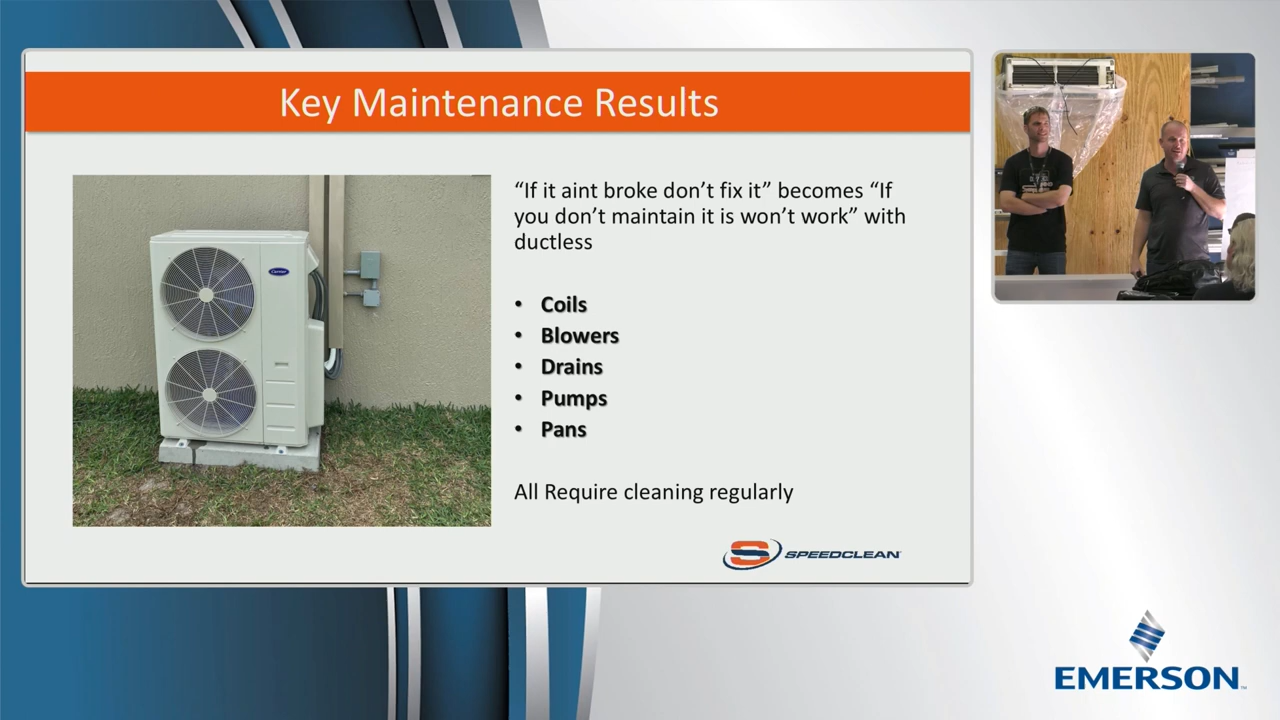 Key Maintenance Results
“If it aint broke don’t fix it” becomes “If
you don’t maintain it is won’t work” with
ductless
• Coils
• Blowers
• Drains
• Pumps
• Pans
All Require cleaning regularly
SPEEDCLEAN
Carrier
EMERSON